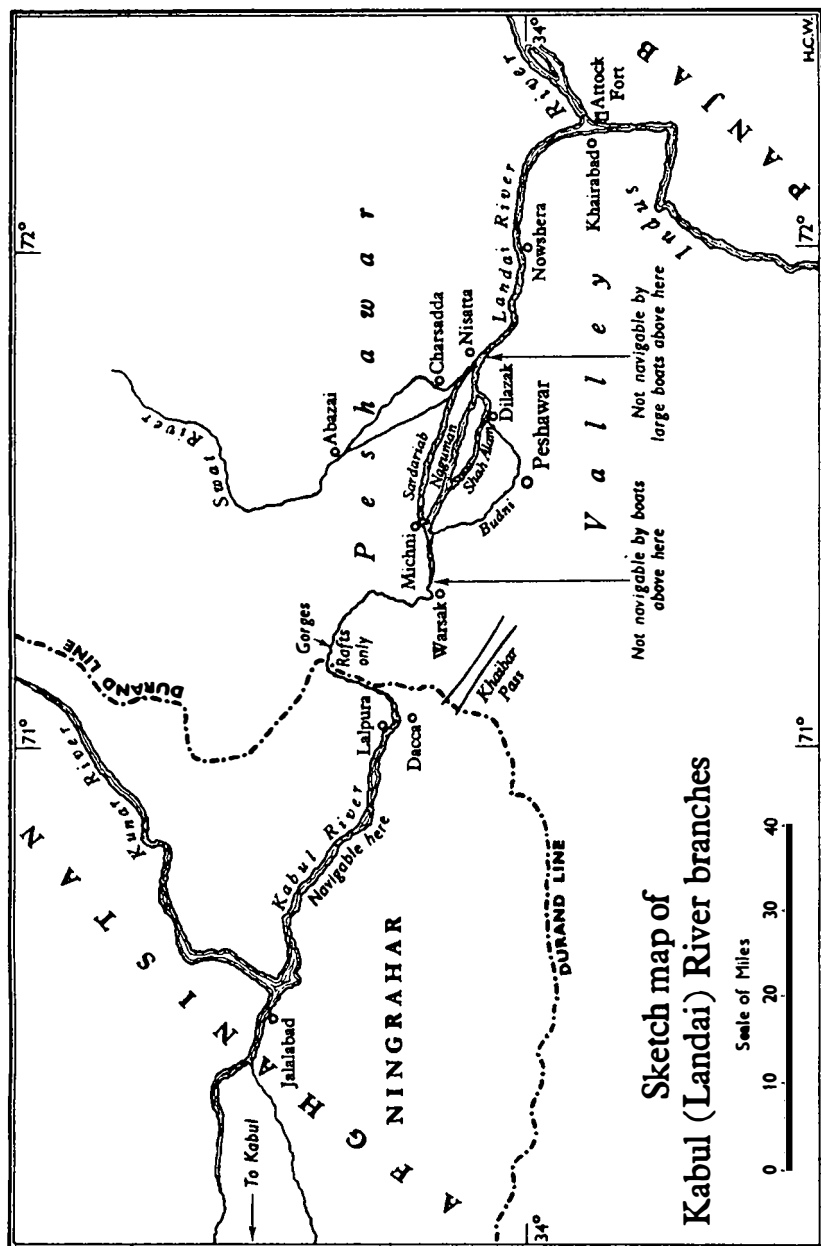 72°
71°
34°
DURAND LINE
AFGHANISTAN
Kunar River
Swat River
River
Gorges
Rafts
only
Abazai
Peshawar
Charsadda
Nisatta
Landai River
Sardariab
Naguman
Shah Alam
Dilazak
Budni
Peshawar
Michni
Warsak
Lalpura
Dacca
Kabul River
Navigable here
To Kabul
Jalalabad
NINGRAHAR
Khaibar
Pass
Nowshera
Khairabad
Attock
Fort
Indus
PANJAB
Valley
Not navigable by boats
above here
Not navigable by
large boats above here
DURAND LINE
34°
71°
72°
Sketch map of
Kabul (Landai) River branches
Scale of Miles
0 10 20 30 40
H.C.W.